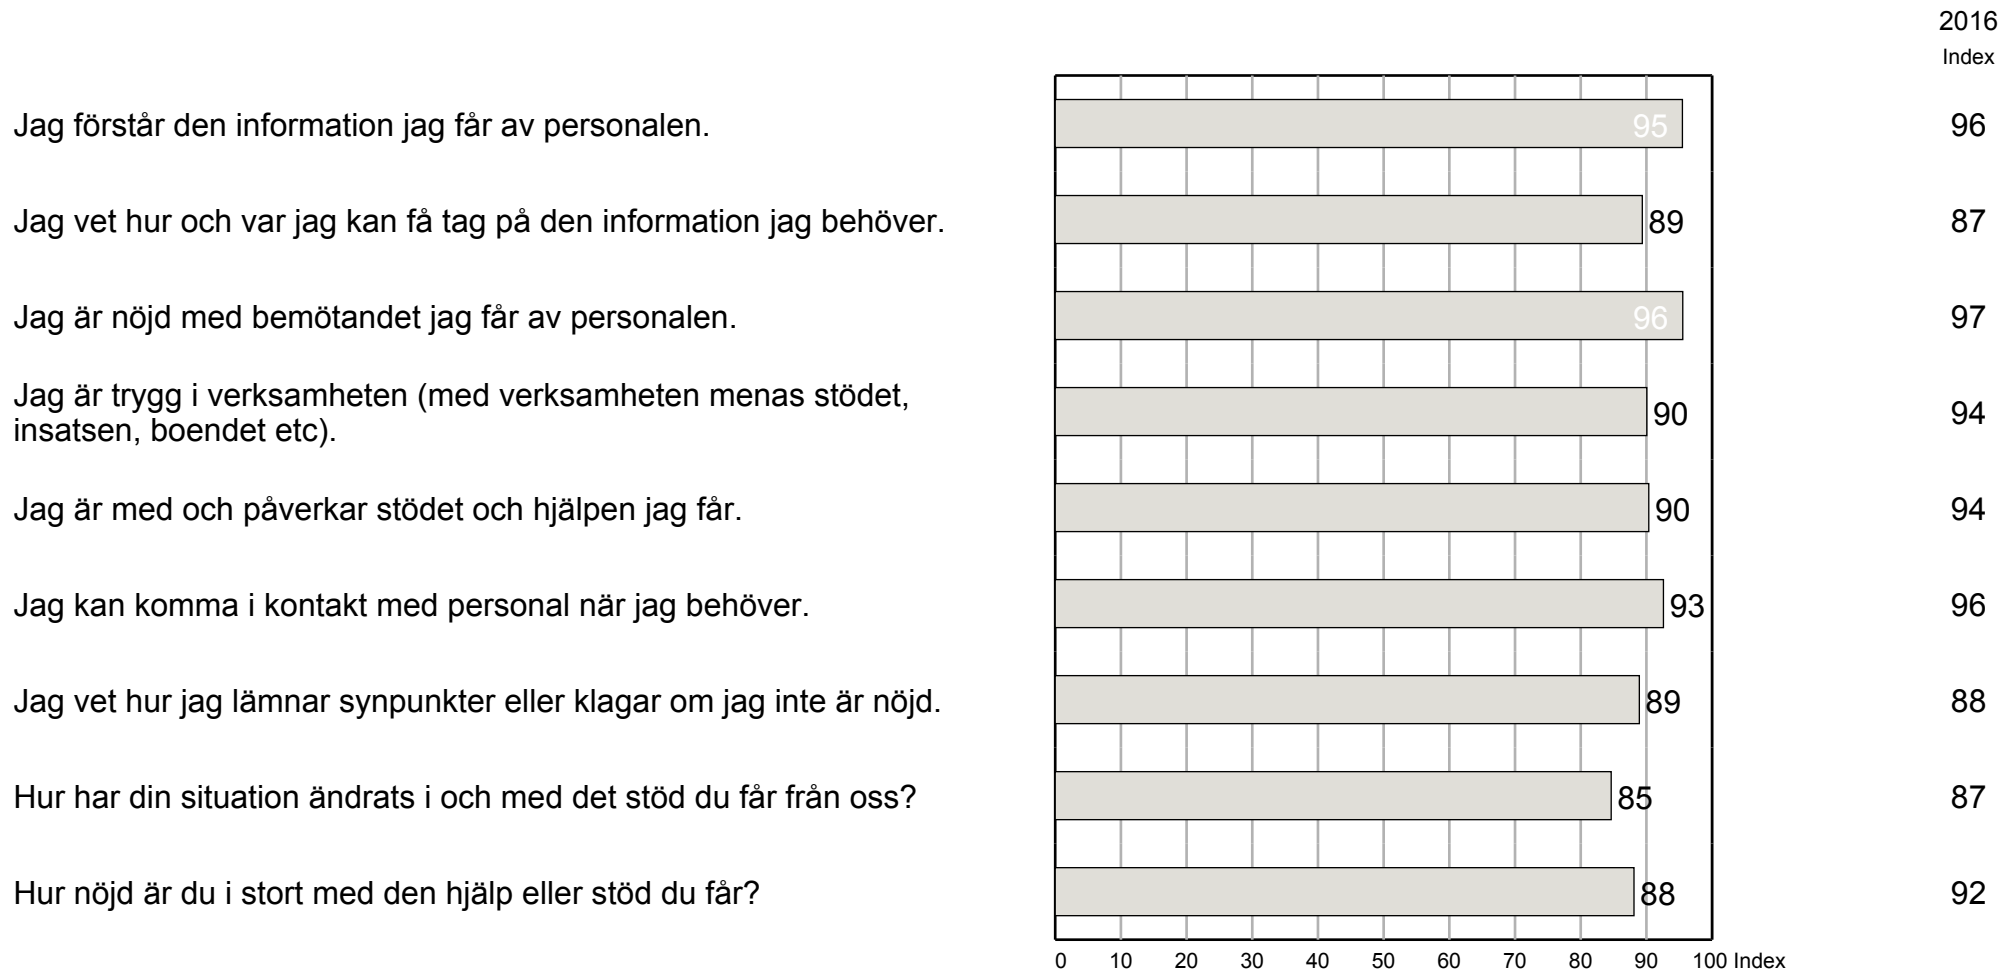 2016
Index
Jag förstår den information jag får av personalen. 95 96
Jag vet hur och var jag kan få tag på den information jag behöver. 89 87
Jag är nöjd med bemötandet jag får av personalen. 96 97
Jag är trygg i verksamheten (med verksamheten menas stödet,
insatsen, boendet etc). 90 94
Jag är med och påverkar stödet och hjälpen jag får. 90 94
Jag kan komma i kontakt med personal när jag behöver. 93 96
Jag vet hur jag lämnar synpunkter eller klagar om jag inte är nöjd. 89 88
Hur har din situation ändrats i och med det stöd du får från oss? 85 87
Hur nöjd är du i stort med den hjälp eller stöd du får? 88 92
0 10 20 30 40 50 60 70 80 90 100 Index